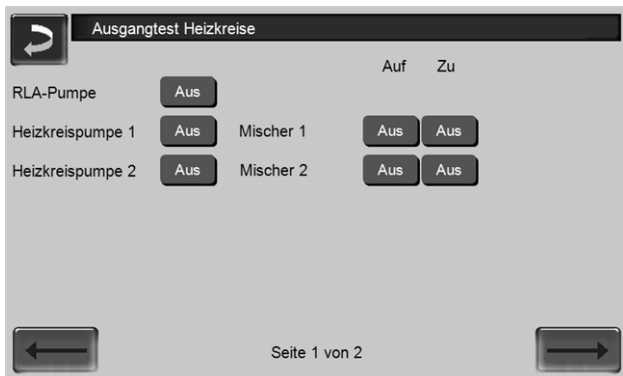 Ausgangtest Heizkreise
Auf Zu
RLA-Pumpe Aus
Heizkreispumpe 1 Aus Mischer 1 Aus Aus
Heizkreispumpe 2 Aus Mischer 2 Aus Aus
Seite 1 von 2